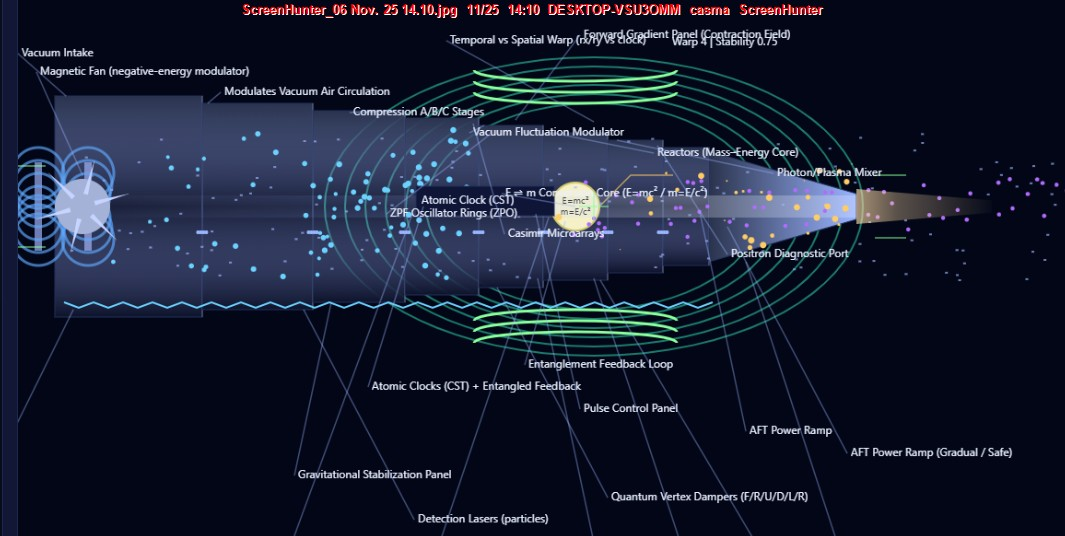 ScreenHunter_06 Nov. 25 14.10.jpg 11/25 14:10 DESKTOP-VSU3OMM casma ScreenHunter
Forward Gradient Panel (Contraction Field)
Temporal vs Spatial Warp (rx/ry vs clock)
Warp 4 | Stability 0.75
Vacuum Intake
Magnetic Fan (negative-energy modulator)
Modulates Vacuum Air Circulation
Compression A/B/C Stages
Vacuum Fluctuation Modulator
Reactors (Mass–Energy Core)
Photon/Plasma Mixer
E⇌ m Con
Core (E=mc² / m=E/c²)
Atomic Clock (CST)
E=mc²
m=E/c²
ZPF Oscillator Rings (ZPO)
Casimir Microarrays
Positron Diagnostic Port
Entanglement Feedback Loop
Atomic Clocks (CST) + Entangled Feedback
Pulse Control Panel
AFT Power Ramp
AFT Power Ramp (Gradual / Safe)
Gravitational Stabilization Panel
Quantum Vertex Dampers (F/R/U/D/L/R)
Detection Lasers (particles)